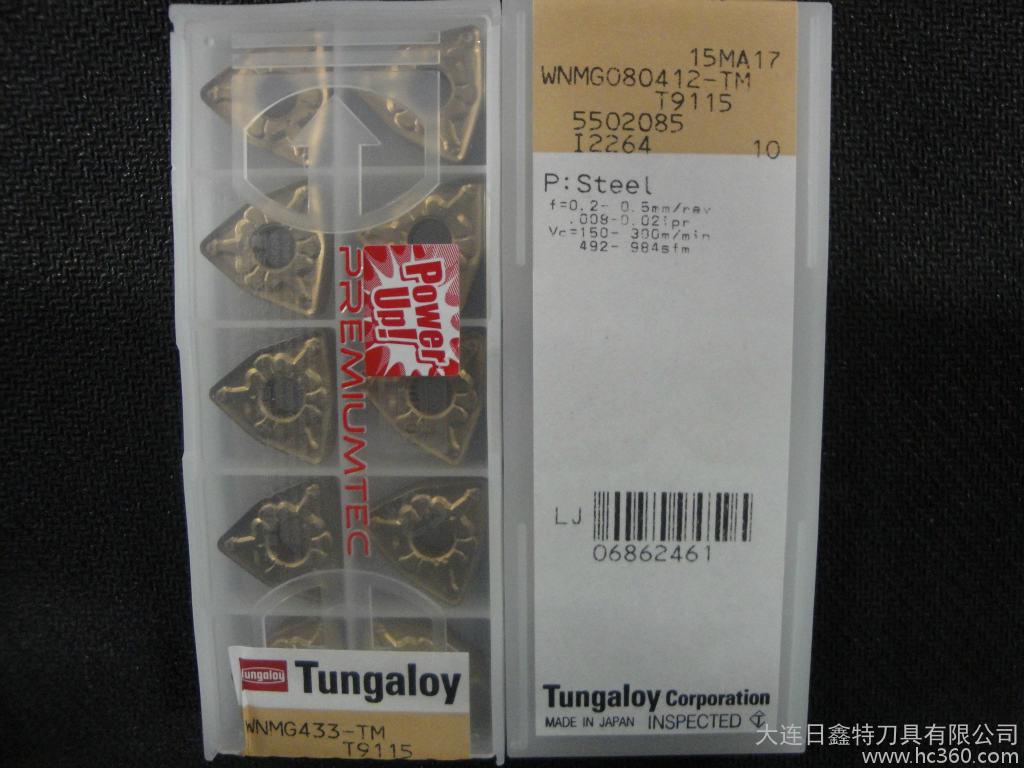 PREMIUMTEC
Power
Up!
Tungaloy
Tungaloy
WNMG433-TM
T9115
15MA17
WNMG080412-TM
T9115
5502085
I2264 10
P:Steel
f=0.2- 0.5mm/rev
.008-0.02ipr
Vc=150- 300m/min
492- 984sfm
LJ
06862461
Tungaloy Corporation
MADE IN JAPAN INSPECTED
大连日鑫特刀具有限公司
www.hc360.com